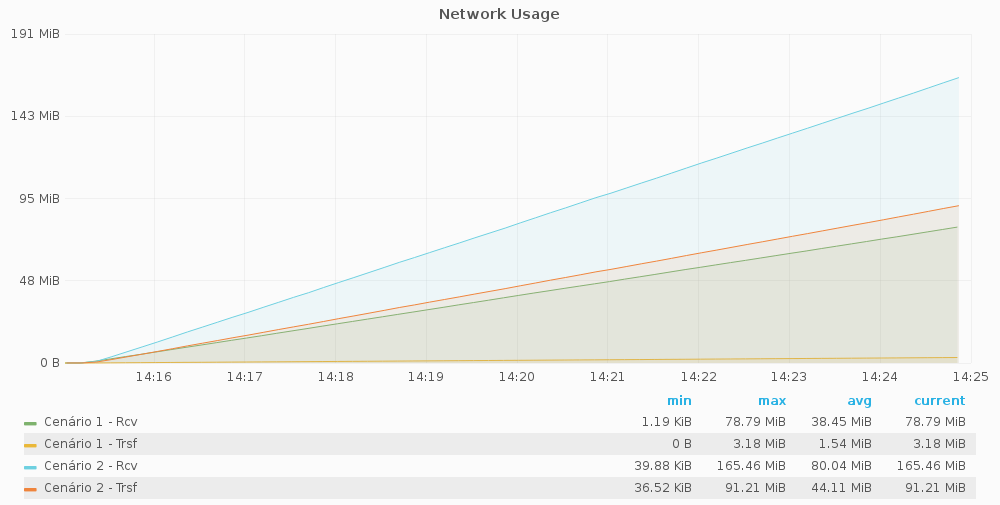 Network Usage
191 MiB
143 MiB
95 MiB
48 MiB
0 B
14:16 14:17 14:18 14:19 14:20 14:21 14:22 14:23 14:24 14:25
min max avg current
Cenário 1 - Rcv 1.19 KiB 78.79 MiB 38.45 MiB 78.79 MiB
Cenário 1 - Trsf 0 B 3.18 MiB 1.54 MiB 3.18 MiB
Cenário 2 - Rcv 39.88 KiB 165.46 MiB 80.04 MiB 165.46 MiB
Cenário 2 - Trsf 36.52 KiB 91.21 MiB 44.11 MiB 91.21 MiB